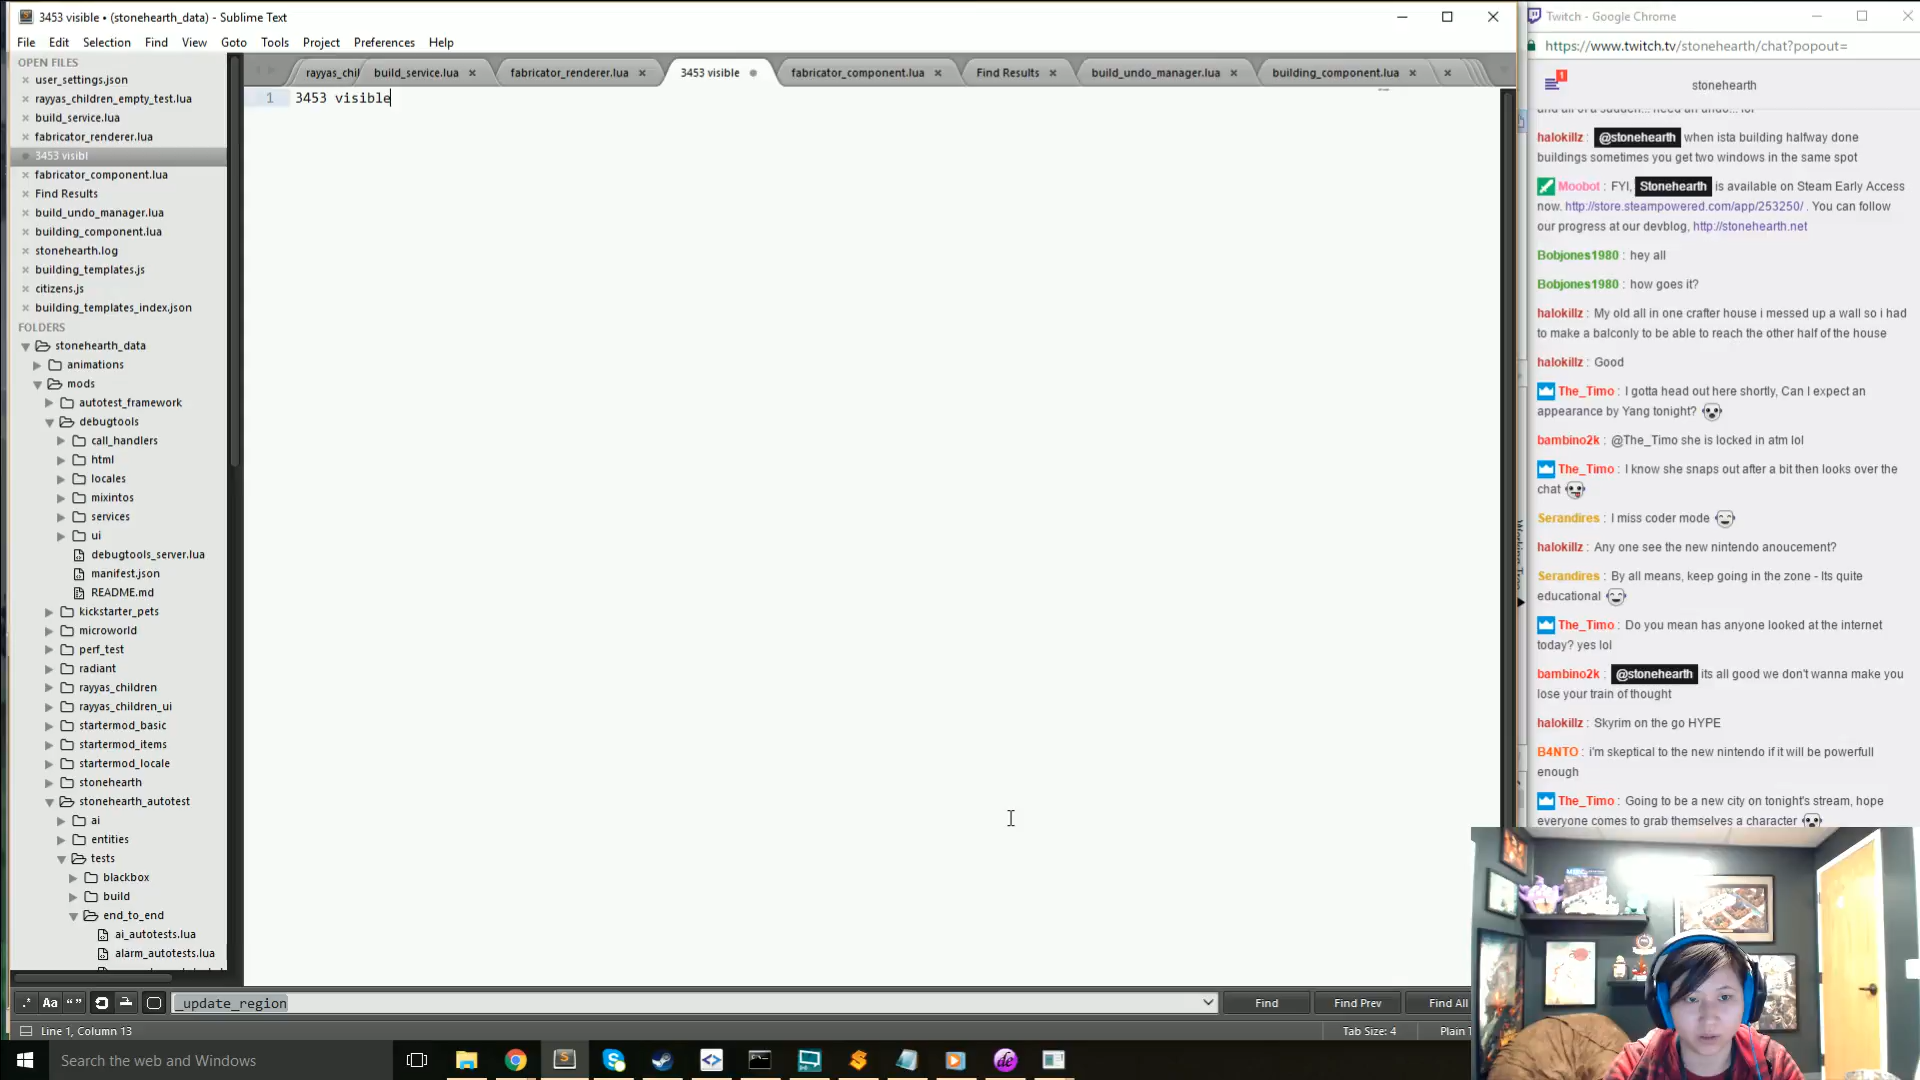 3453 visible • (stonehearth_data) - Sublime Text
File Edit Selection Find View Goto Tools Project Preferences Help
OPEN FILES
user_settings.json
rayyas_children_empty_test.lua
build_service.lua
fabricator_renderer.lua
3453 visibl
fabricator_component.lua
Find Results
build_undo_manager.lua
building_component.lua
stonehearth.log
building_templates.js
citizens.js
building_templates_index.json
FOLDERS
stonehearth_data
animations
mods
autotest_framework
debugtools
call_handlers
html
locales
mixintos
services
ui
debugtools_server.lua
manifest.json
README.md
kickstarter_pets
microworld
perf_test
radiant
rayyas_children
rayyas_children_ui
startermod_basic
startermod_items
startermod_locale
stonehearth
stonehearth_autotest
ai
entities
tests
blackbox
build
end_to_end
ai_autotests.lua
alarm_autotests.lua
rayyas_chil build_service.lua fabricator_renderer.lua 3453 visible fabricator_component.lua Find Results build_undo_manager.lua building_component.lua
1 3453 visible
.* Aa “ ” _update_region Find Find Prev Find All
Line 1, Column 13 Tab Size: 4 Plain T
Search the web and Windows
Twitch - Google Chrome
https://www.twitch.tv/stonehearth/chat?popout=
1
stonehearth
halokillz : @stonehearth when ista building halfway done
buildings sometimes you get two windows in the same spot
Moobot : FYI, Stonehearth is available on Steam Early Access
now. http://store.steampowered.com/app/253250/ . You can follow
our progress at our devblog, http://stonehearth.net
Bobjones1980 : hey all
Bobjones1980 : how goes it?
halokillz : My old all in one crafter house i messed up a wall so i had
to make a balconly to be able to reach the other half of the house
halokillz : Good
The_Timo : I gotta head out here shortly, Can I expect an
appearance by Yang tonight?
bambino2k : @The_Timo she is locked in atm lol
The_Timo : I know she snaps out after a bit then looks over the
chat
Serandires : I miss coder mode
halokillz : Any one see the new nintendo anoucement?
Serandires : By all means, keep going in the zone - Its quite
educational
The_Timo : Do you mean has anyone looked at the internet
today? yes lol
bambino2k : @stonehearth its all good we don't wanna make you
lose your train of thought
halokillz : Skyrim on the go HYPE
B4NTO : i'm skeptical to the new nintendo if it will be powerfull
enough
The_Timo : Going to be a new city on tonight's stream, hope
everyone comes to grab themselves a character